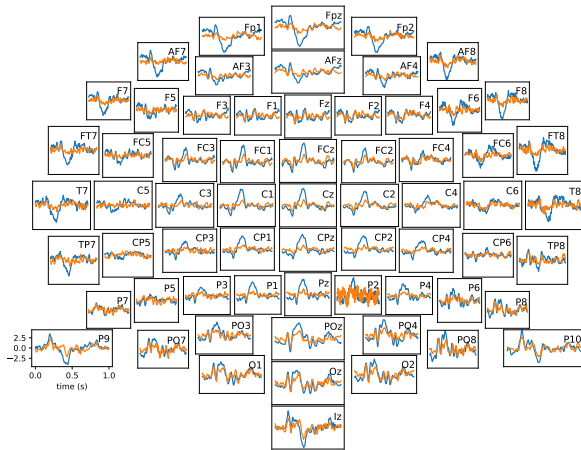 Fp1 Fpz Fp2
AF7 AF3 AFz AF4 AF8
F7 F5 F3 F1 Fz F2 F4 F6 F8
FT7 FC5 FC3 FC1 FCz FC2 FC4 FC6 FT8
T7 C5 C3 C1 Cz C2 C4 C6 T8
TP7 CP5 CP3 CP1 CPz CP2 CP4 CP6 TP8
P7 P5 P3 P1 Pz P2 P4 P6 P8
P9 PO7 PO3 POz PO4 PO8 P10
2.5
0.0
−2.5
0.0 0.5 1.0
time (s)
O1 Oz O2
Iz